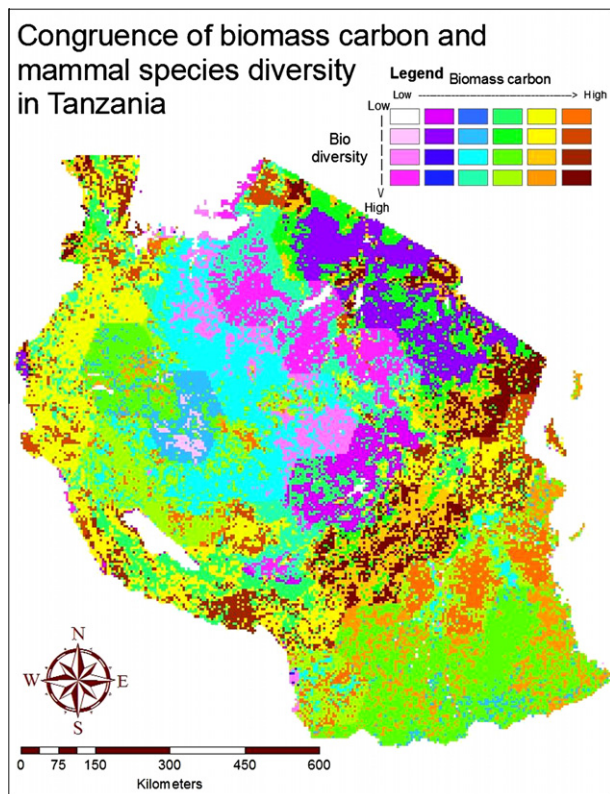 Congruence of biomass carbon and
mammal species diversity
in Tanzania
Legend Biomass carbon
Low High
Low
Bio
diversity
High
N
W E
S
0 75 150 300 450 600
Kilometers